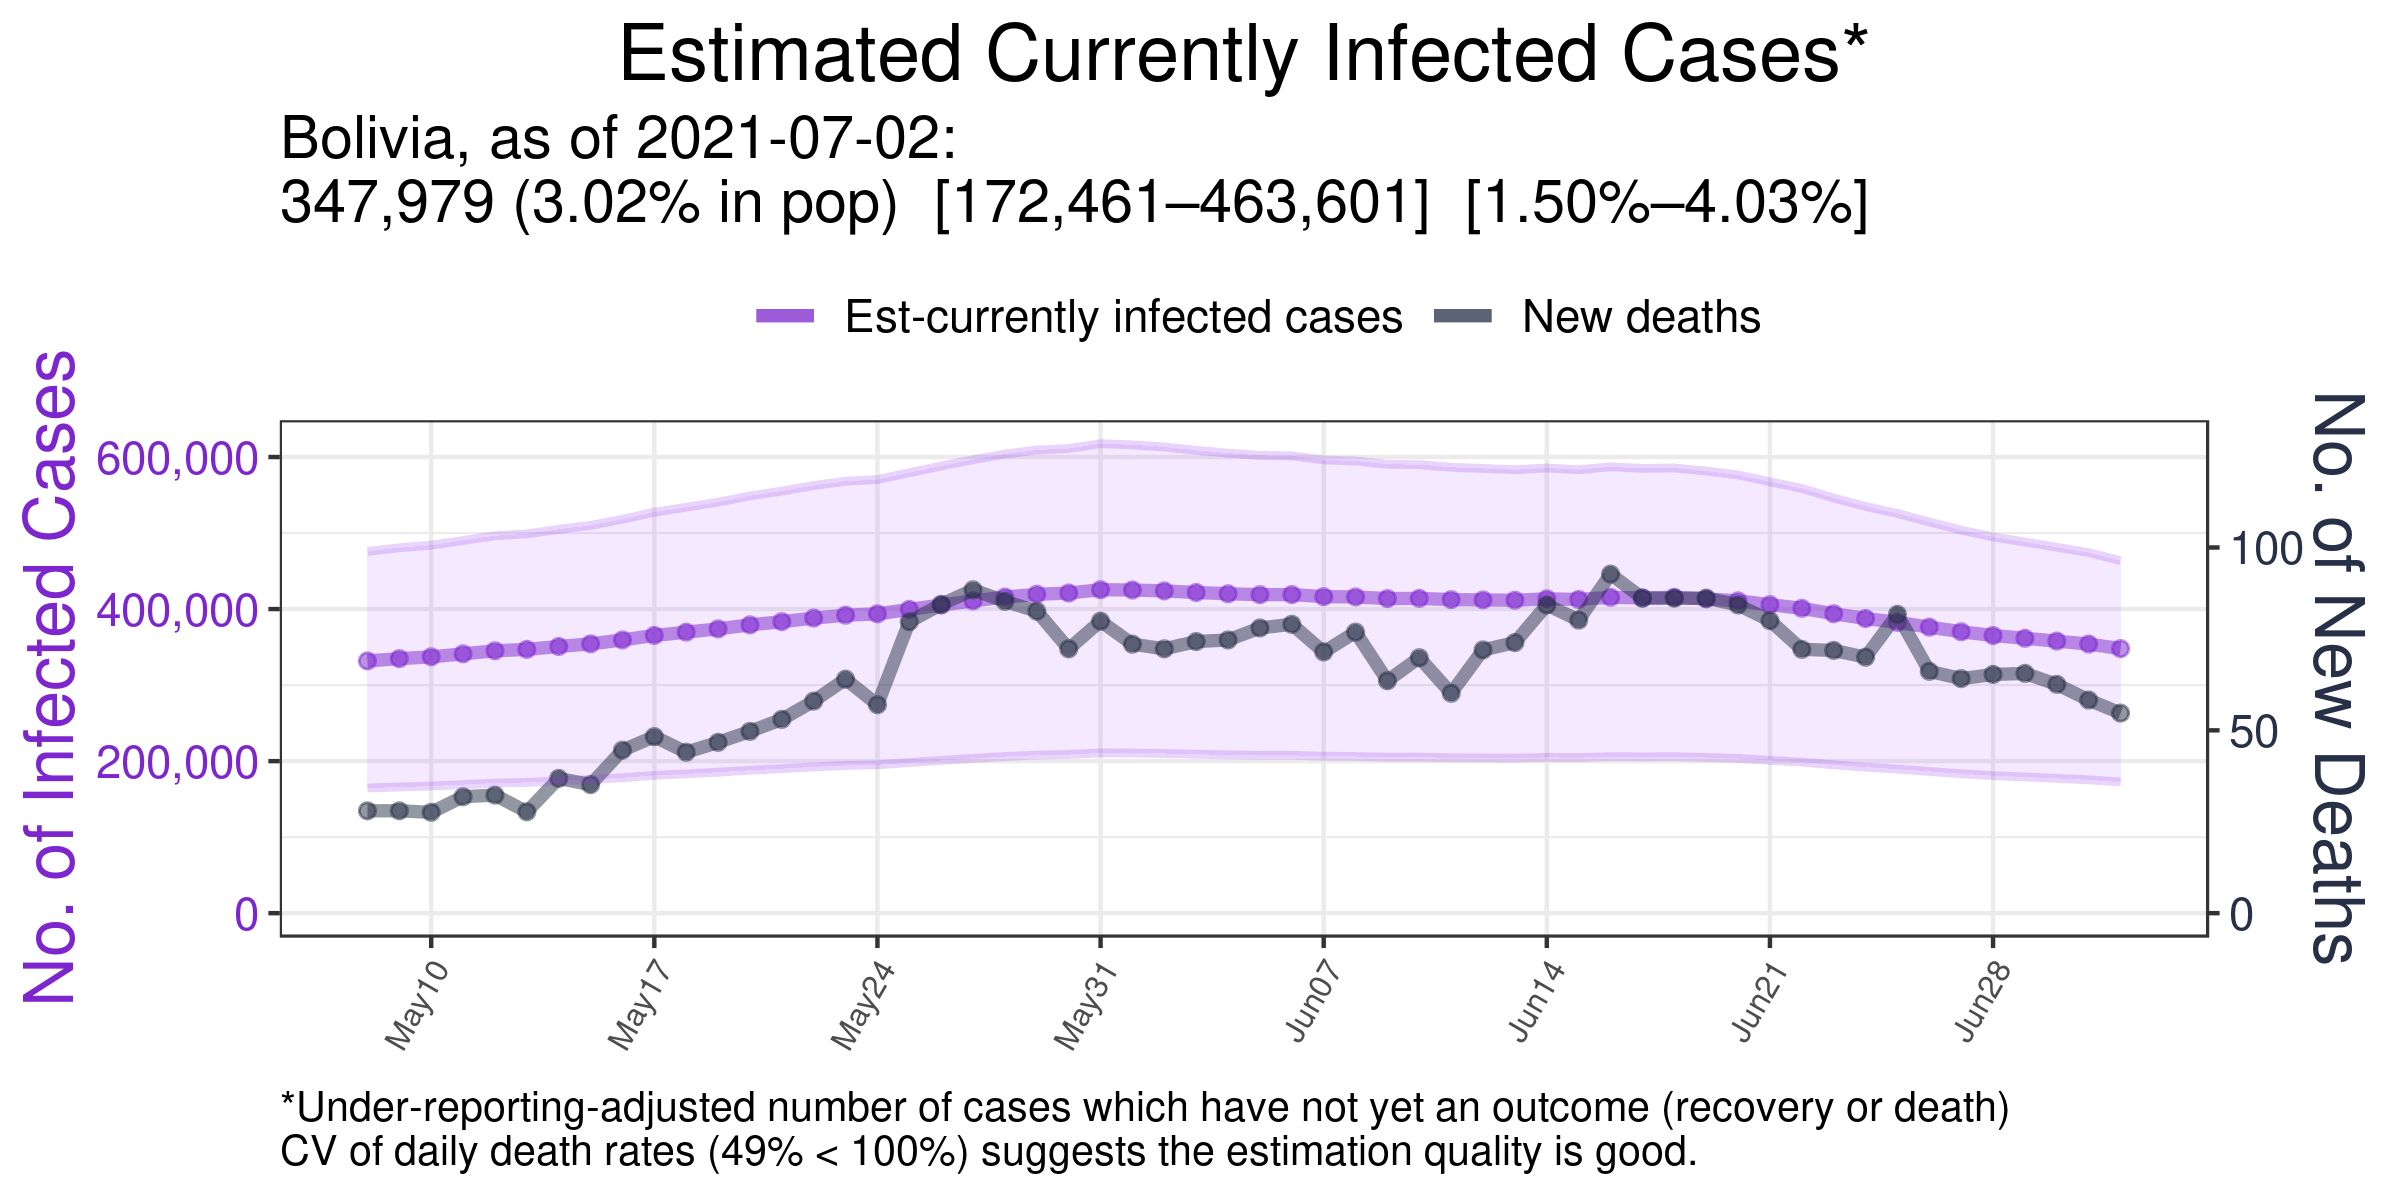 Estimated Currently Infected Cases*
Bolivia, as of 2021-07-02:
347,979 (3.02% in pop)  [172,461–463,601]  [1.50%–4.03%]
Est-currently infected cases
New deaths
No. of Infected Cases
600,000
400,000
200,000
0
No. of New Deaths
100
50
0
May10
May17
May24
May31
Jun07
Jun14
Jun21
Jun28
*Under-reporting-adjusted number of cases which have not yet an outcome (recovery or death)
CV of daily death rates (49% < 100%) suggests the estimation quality is good.